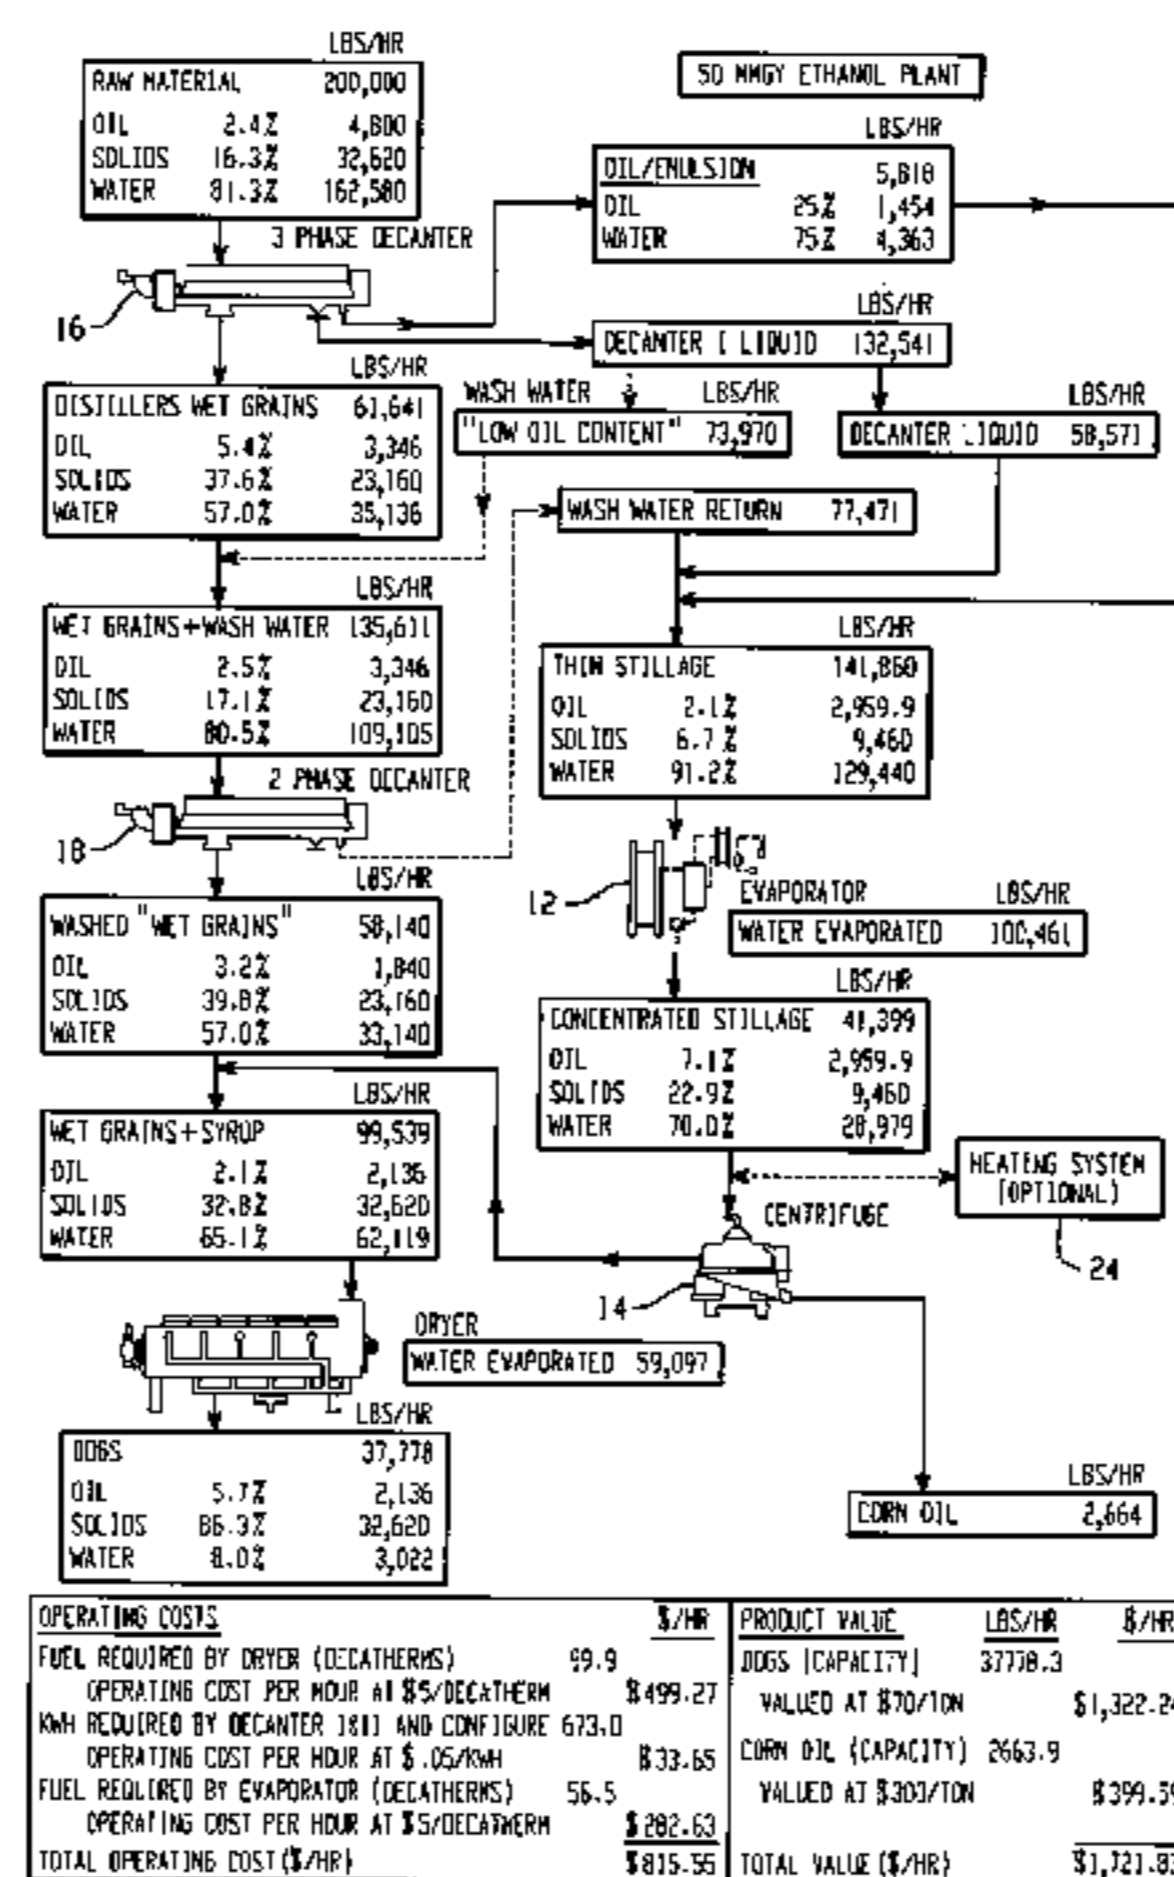 LBS/HR
RAW MATERIAL 200,000
OIL 2.4% 4,800
SOLIDS 16.3% 32,620
WATER 81.3% 162,580
50 MMGY ETHANOL PLANT
LBS/HR
OIL/EMULSION 5,818
OIL 25% 1,454
WATER 75% 4,363
3 PHASE DECANTER
16
LBS/HR
DECANTER LIQUID 132,541
LBS/HR
DISTILLERS WET GRAINS 61,641
OIL 5.4% 3,346
SOLIDS 37.6% 23,160
WATER 57.0% 35,136
WASH WATER LBS/HR
"LOW OIL CONTENT" 73,970
LBS/HR
DECANTER LIQUID 58,571
WASH WATER RETURN 77,471
LBS/HR
WET GRAINS+WASH WATER 135,611
OIL 2.5% 3,346
SOLIDS 17.1% 23,160
WATER 80.5% 109,105
LBS/HR
THIN STILLAGE 141,860
OIL 2.1% 2,959.9
SOLIDS 6.7% 9,460
WATER 91.2% 129,440
2 PHASE DECANTER
18
LBS/HR
WASHED "WET GRAINS" 58,140
OIL 3.2% 1,840
SOLIDS 39.8% 23,160
WATER 57.0% 33,140
12
EVAPORATOR LBS/HR
WATER EVAPORATED 100,461
LBS/HR
CONCENTRATED STILLAGE 41,399
OIL 7.1% 2,959.9
SOLIDS 22.9% 9,460
WATER 70.0% 28,979
LBS/HR
WET GRAINS+SYRUP 99,539
OIL 2.1% 2,136
SOLIDS 32.8% 32,620
WATER 65.1% 62,119
HEATING SYSTEM
(OPTIONAL)
24
CENTRIFUGE
14
DRYER
WATER EVAPORATED 59,097
LBS/HR
DDGS 37,778
OIL 5.7% 2,136
SOLIDS 86.3% 32,620
WATER 8.0% 3,022
LBS/HR
CORN OIL 2,664
OPERATING COSTS $/HR
FUEL REQUIRED BY DRYER (DECATHERMS) 99.9
OPERATING COST PER HOUR AT $5/DECATHERM $499.27
KWH REQUIRED BY DECANTER AND CONFIGURE 673.0
OPERATING COST PER HOUR AT $.05/KWH $33.65
FUEL REQUIRED BY EVAPORATOR (DECATHERMS) 56.5
OPERATING COST PER HOUR AT $5/DECATHERM $282.63
TOTAL OPERATING COST ($/HR) $815.55
PRODUCT VALUE LBS/HR $/HR
DDGS (CAPACITY) 37778.3
VALUED AT $70/TON $1,322.24
CORN OIL (CAPACITY) 2663.9
VALUED AT $300/TON $399.59
TOTAL VALUE ($/HR) $1,721.83